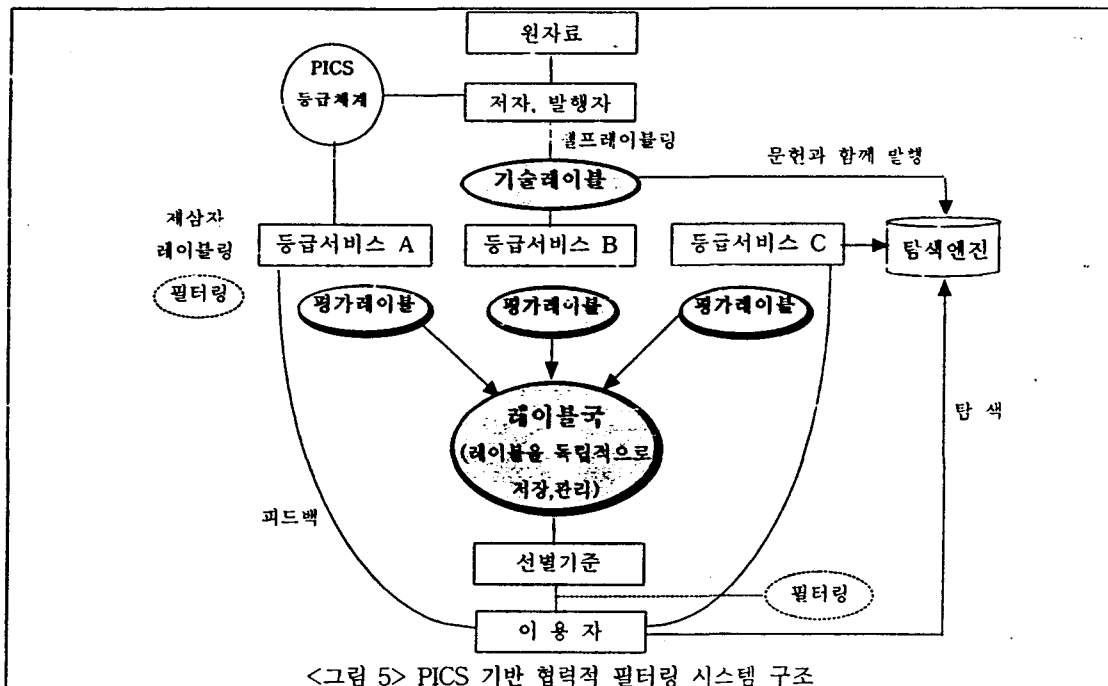 원자료
PICS
등급체계
저자, 발행자
셀프레이블링
문헌과 함께 발행
기술레이블
제삼자
레이블링
등급서비스 A
등급서비스 B
등급서비스 C
탐색엔진
필터링
평가레이블
평가레이블
평가레이블
레이블국
(레이블을 독립적으로
저장,관리)
탐 색
피드백
선별기준
필터링
이 용 자
<그림 5> PICS 기반 협력적 필터링 시스템 구조